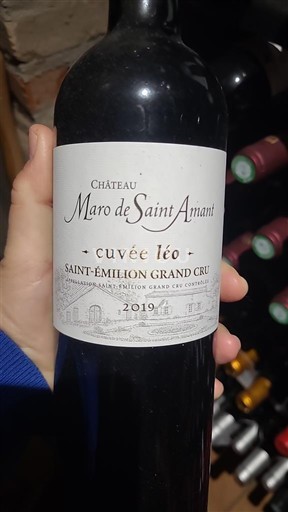 CHÂTEAU
Maro de Saint Amant
cuvée léo
SAINT-ÉMILION GRAND CRU
APPELLATION SAINT-ÉMILION GRAND CRU CONTRÔLÉE
2019